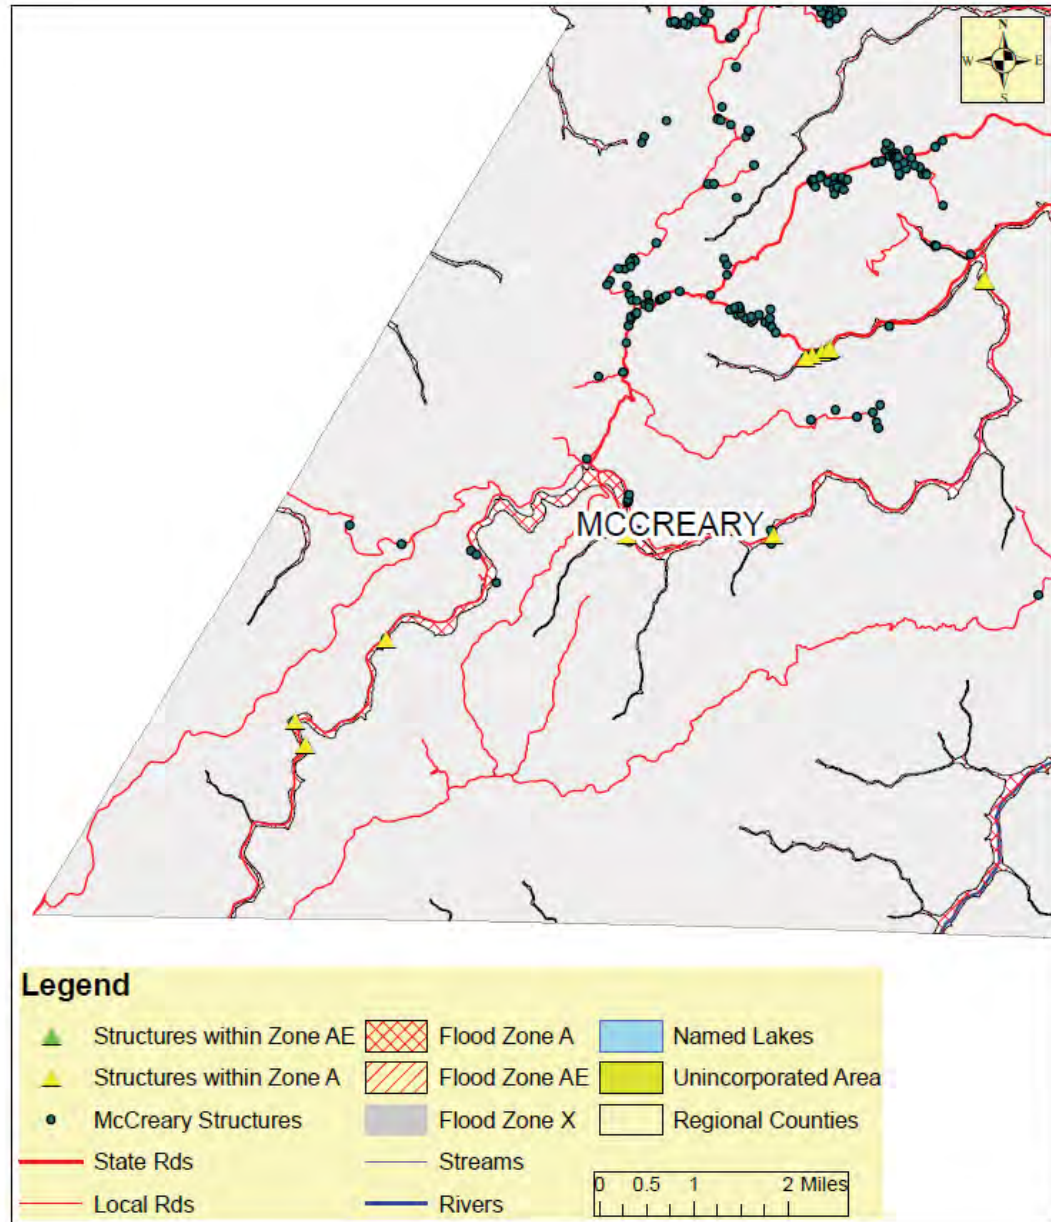 N
W E
S
MCCREARY
Legend
Structures within Zone AE
Structures within Zone A
McCreary Structures
State Rds
Local Rds
Flood Zone A
Flood Zone AE
Flood Zone X
Streams
Rivers
Named Lakes
Unincorporated Area
Regional Counties
0 0.5 1 2 Miles